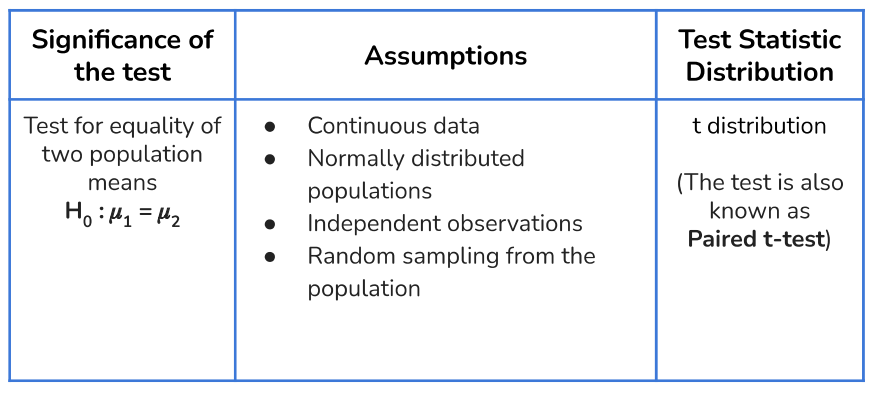 Significance of
the test
Assumptions
Test Statistic
Distribution
Test for equality of
two population
means
H₀ : μ₁ = μ₂
● Continuous data
● Normally distributed
populations
● Independent observations
● Random sampling from the
population
t distribution
(The test is also
known as
Paired t-test)